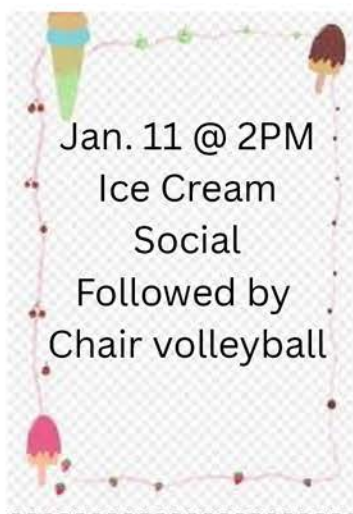 Jan. 11 @ 2PM
Ice Cream
Social
Followed by
Chair volleyball